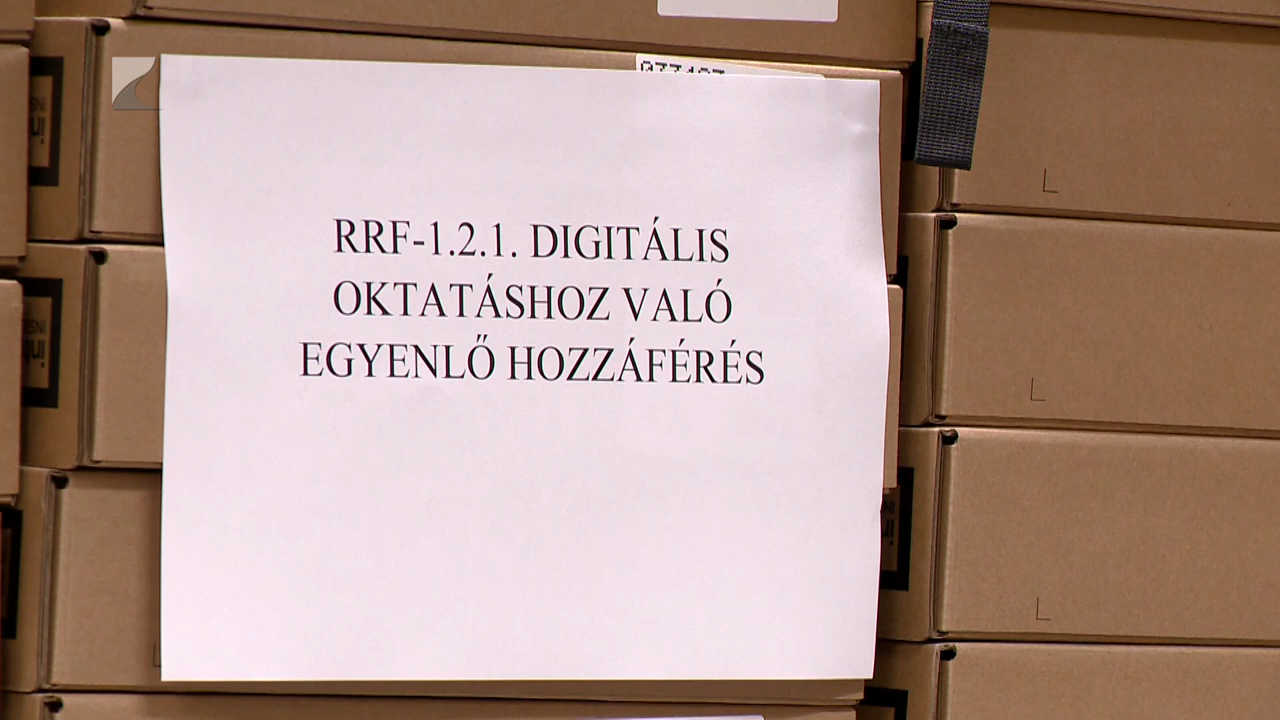 RRF-1.2.1. DIGITÁLIS
OKTATÁSHOZ VALÓ
EGYENLŐ HOZZÁFÉRÉS